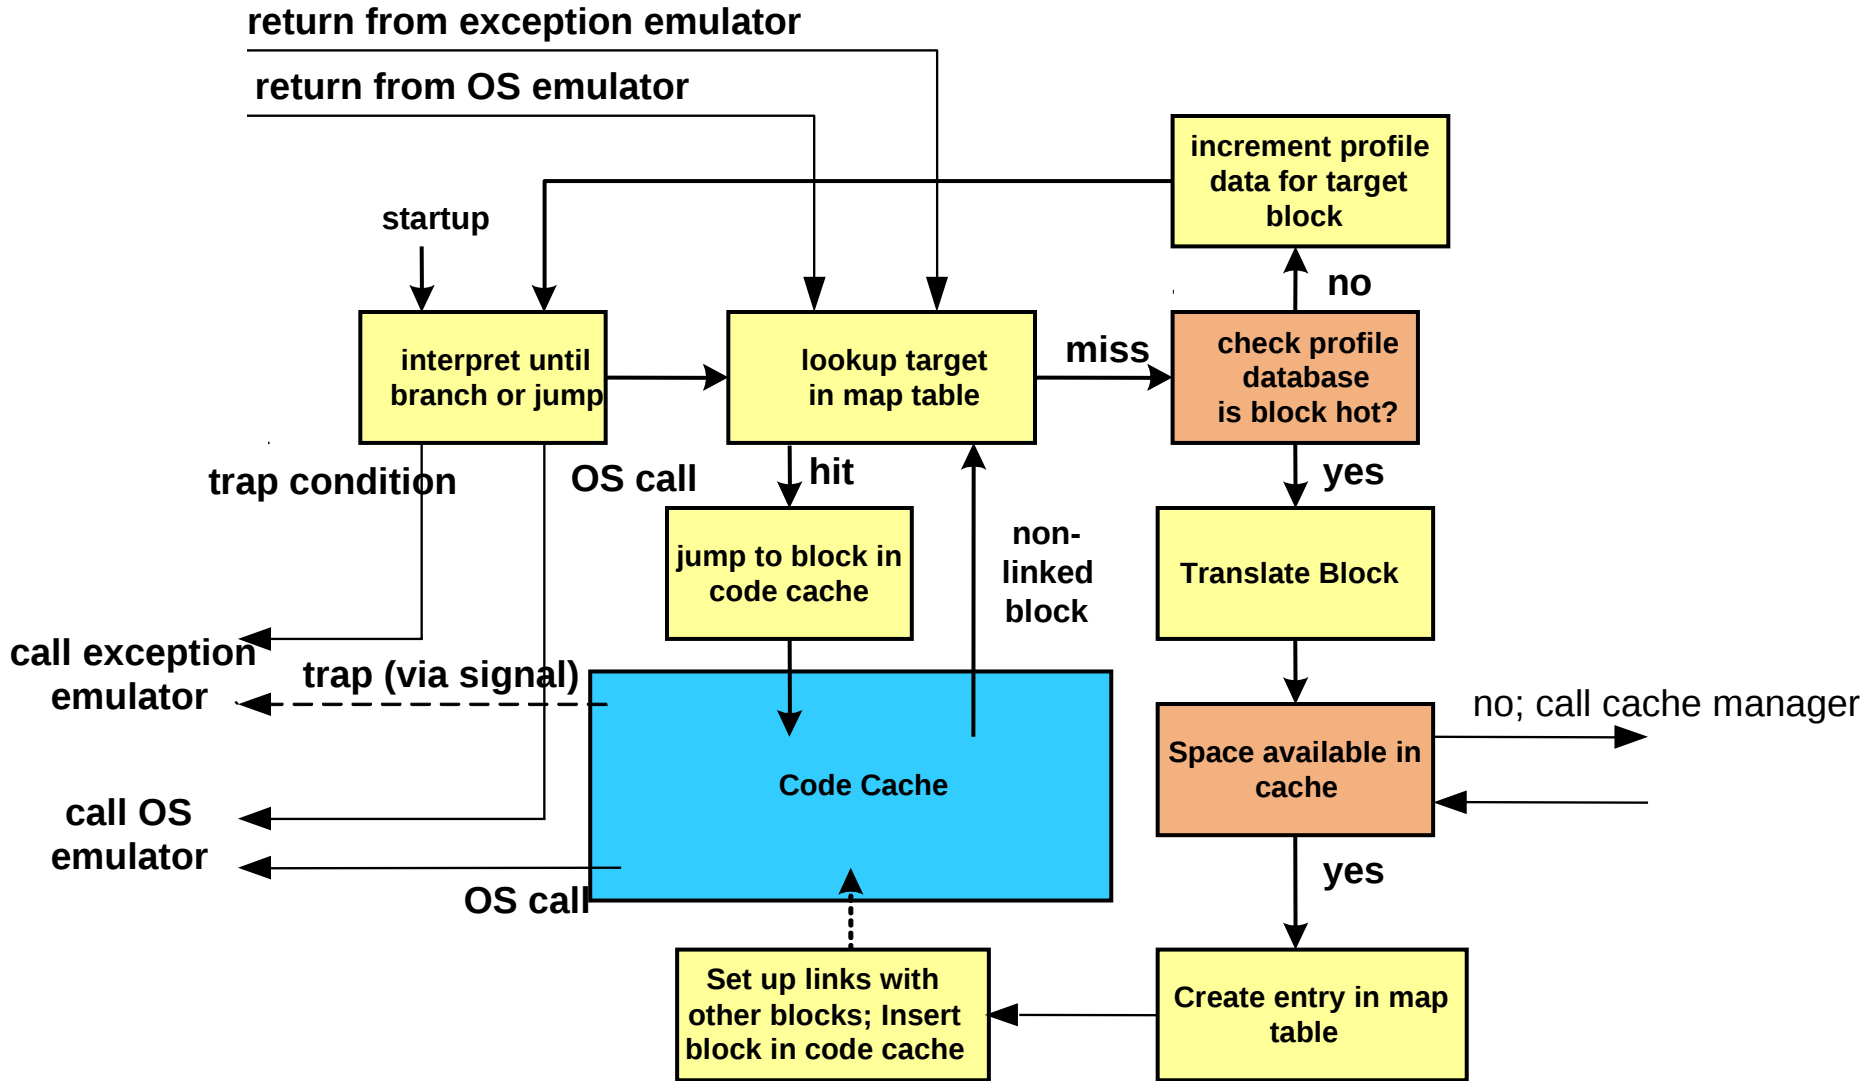 return from exception emulator
return from OS emulator
increment profile
data for target
block
startup
no
interpret until
branch or jump
lookup target
in map table
miss
check profile
database
is block hot?
trap condition
OS call
hit
yes
non-
linked
block
jump to block in
code cache
Translate Block
call exception
emulator
trap (via signal)
no; call cache manager
Space available in
cache
Code Cache
call OS
emulator
OS call
yes
Set up links with
other blocks; Insert
block in code cache
Create entry in map
table